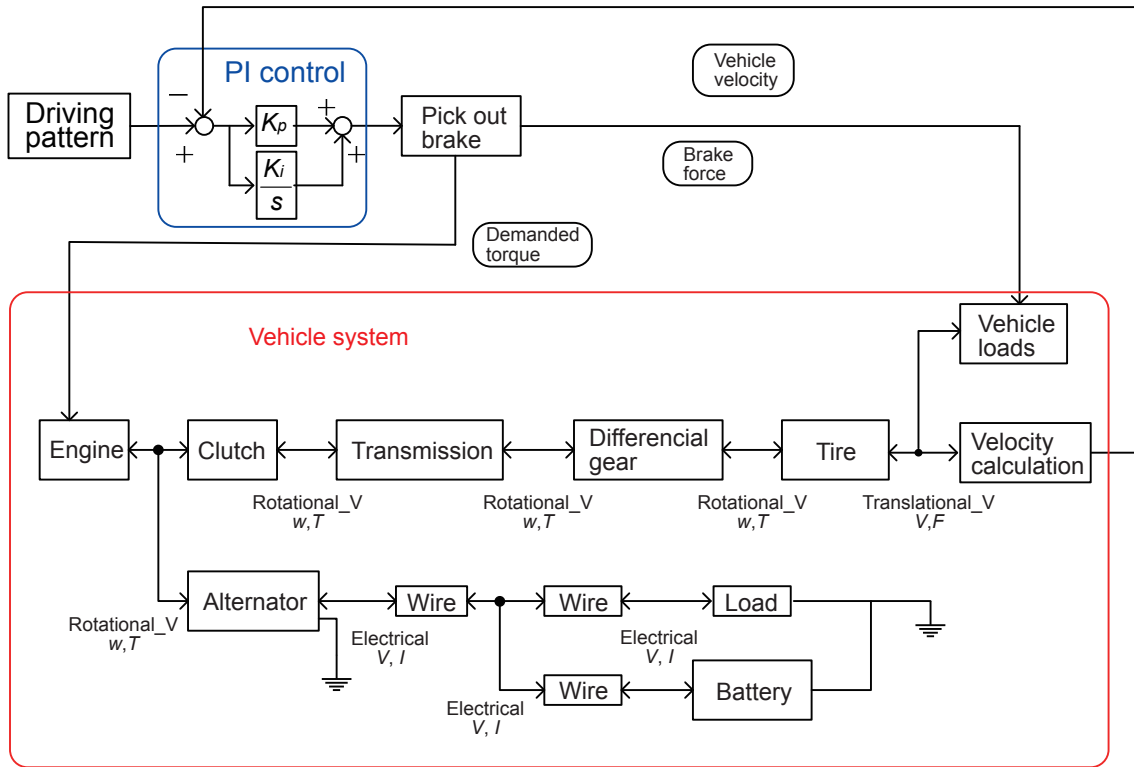 Vehicle
velocity
PI control
Driving
pattern
−
+
Kp
+
+
Ki
s
Pick out
brake
Brake
force
Demanded
torque
Vehicle system
Vehicle
loads
Engine
Clutch
Transmission
Differencial
gear
Tire
Velocity
calculation
Rotational_V
w,T
Rotational_V
w,T
Rotational_V
w,T
Translational_V
V,F
Alternator
Wire
Wire
Load
Rotational_V
w,T
Electrical
V, I
Electrical
V, I
Wire
Battery
Electrical
V, I